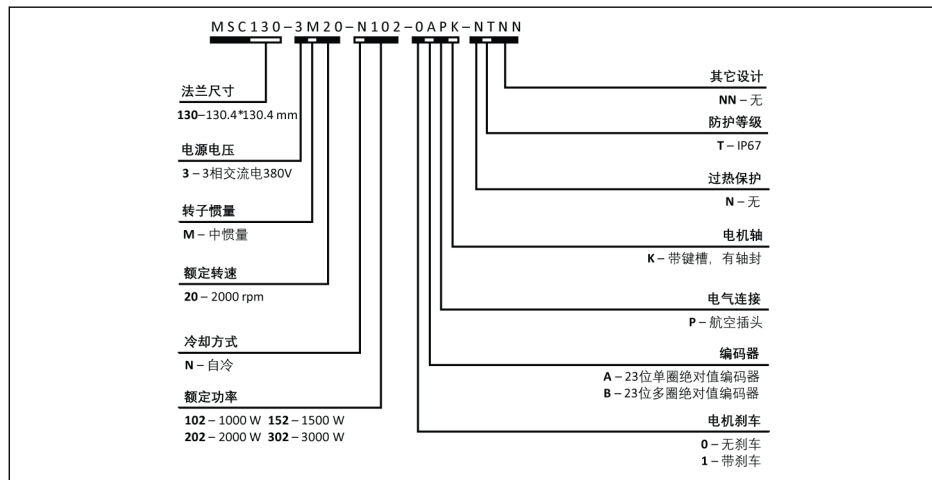 MSC130-3M20-N102-0APK-NTNN
法兰尺寸
130–130.4*130.4 mm
电源电压
3 – 3相交流电380V
转子惯量
M – 中惯量
额定转速
20 – 2000 rpm
冷却方式
N – 自冷
额定功率
102 – 1000 W 152 – 1500 W
202 – 2000 W 302 – 3000 W
其它设计
NN – 无
防护等级
T – IP67
过热保护
N – 无
电机轴
K – 带键槽，有轴封
电气连接
P – 航空插头
编码器
A – 23位单圈绝对值编码器
B – 23位多圈绝对值编码器
电机刹车
0 – 无刹车
1 – 带刹车